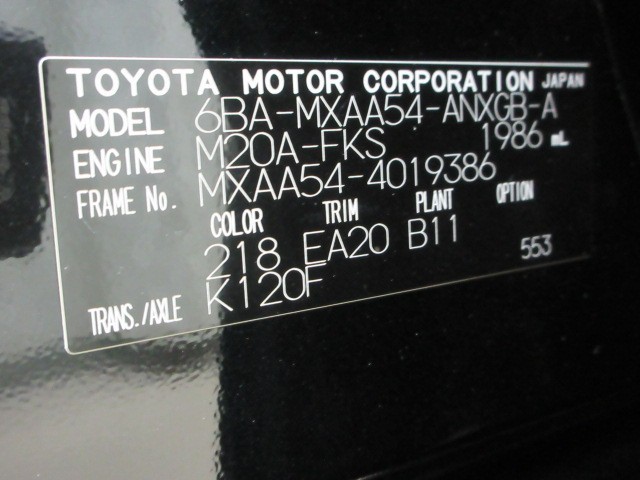 TOYOTA MOTOR CORPORATION JAPAN
MODEL 6BA-MXAA54-ANXGB-A
ENGINE M20A-FKS 1986 mL
FRAME No. MXAA54-4019386
COLOR TRIM PLANT OPTION
218 EA20 B11 553
TRANS./AXLE K120F